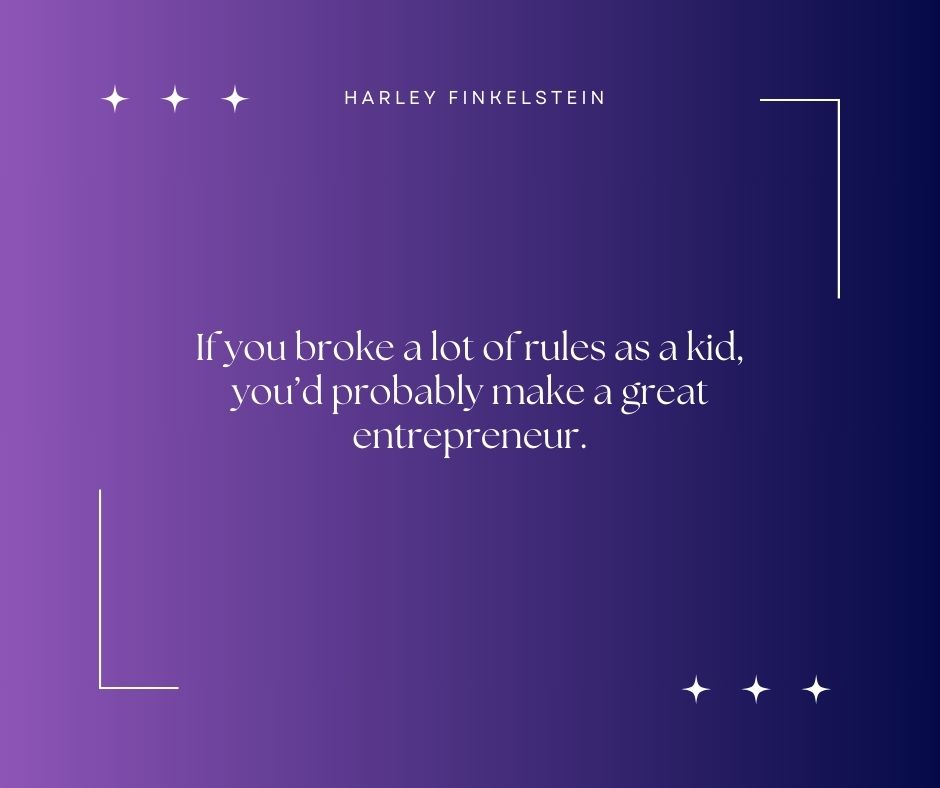 HARLEY FINKELSTEIN
If you broke a lot of rules as a kid,
you’d probably make a great
entrepreneur.